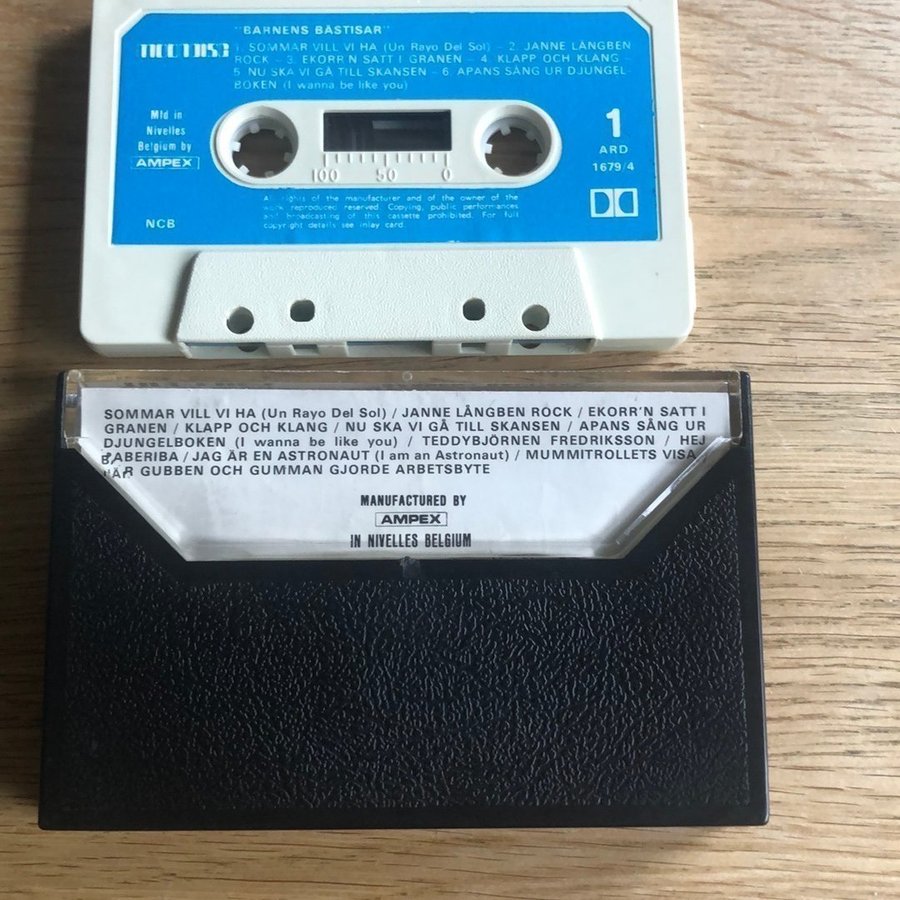 "BARNENS BÄSTISAR"
1. SOMMAR VILL VI HA (Un Rayo Del Sol) – 2. JANNE LÅNGBEN
ROCK – 3. EKORR'N SATT I GRANEN – 4. KLAPP OCH KLANG –
5. NU SKA VI GÅ TILL SKANSEN – 6. APANS SÅNG UR DJUNGEL-
BOKEN (I wanna be like you)
Mfd in
Nivelles
Belgium by
AMPEX
NCB
100 50 0
1
ARD
1679/4
All rights of the manufacturer and of the owner of the
work reproduced reserved. Copying, public performances
and broadcasting of this cassette prohibited. For full
copyright details see inlay card.
SOMMAR VILL VI HA (Un Rayo Del Sol) / JANNE LÅNGBEN ROCK / EKORR'N SATT I
GRANEN / KLAPP OCH KLANG / NU SKA VI GÅ TILL SKANSEN / APANS SÅNG UR
DJUNGELBOKEN (I wanna be like you) / TEDDYBJÖRNEN FREDRIKSSON / HEJ
BABERIBA / JAG ÄR EN ASTRONAUT (I am an Astronaut) / MUMMITROLLETS VISA
NÄR GUBBEN OCH GUMMAN GJORDE ARBETSBYTE
MANUFACTURED BY
AMPEX
IN NIVELLES BELGIUM